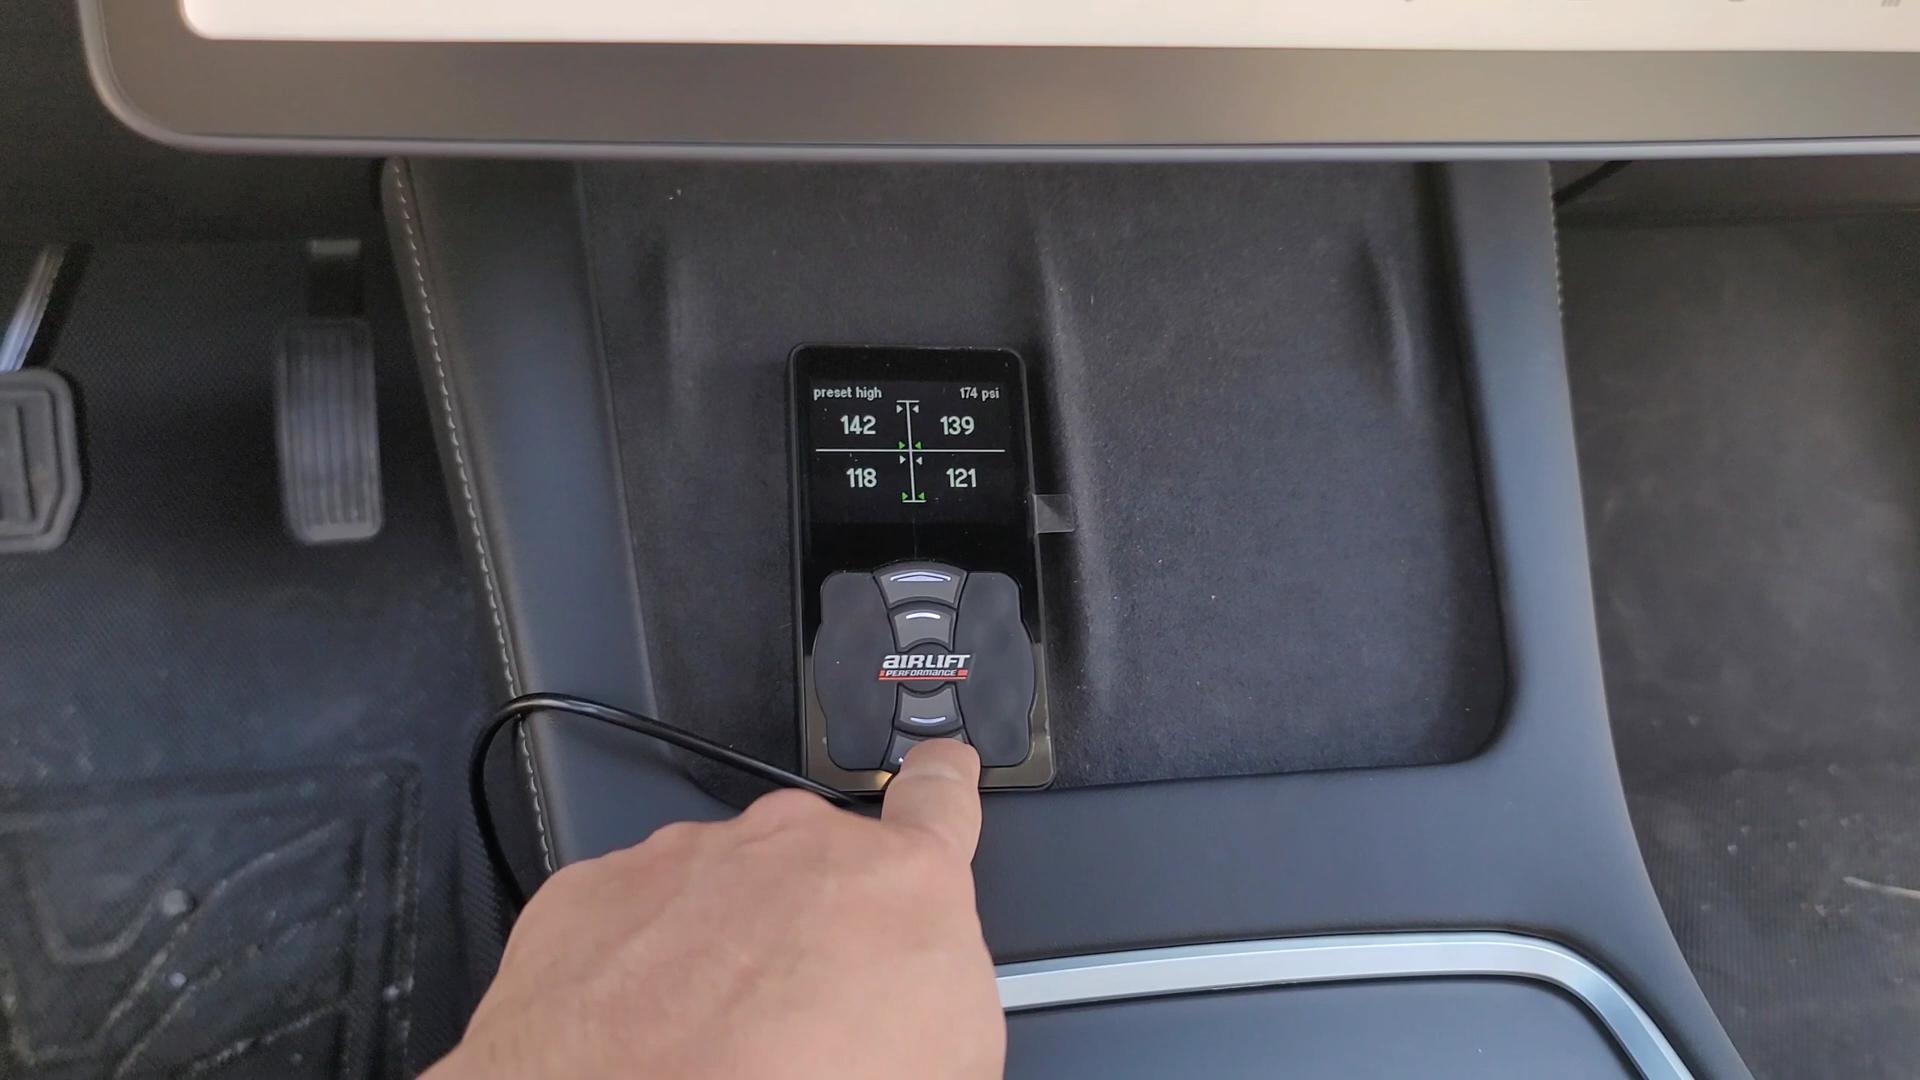 preset high 174 psi
142 139
118 121
AIRLIFT
PERFORMANCE